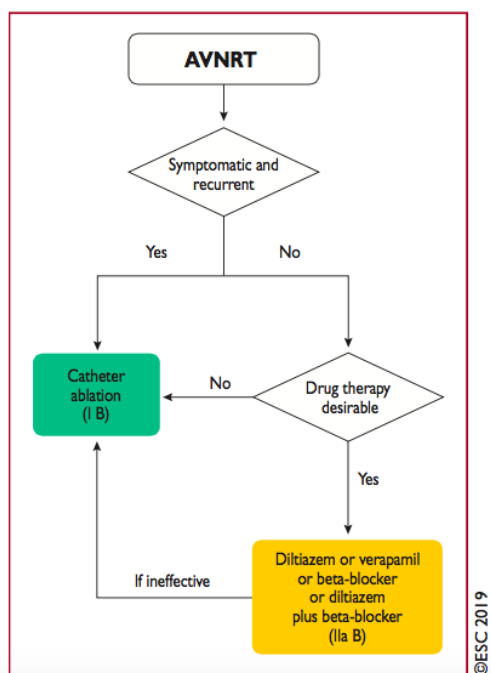 AVNRT
Symptomatic and
recurrent
Yes
No
Catheter
ablation
(I B)
No
Drug therapy
desirable
Yes
If ineffective
Diltiazem or verapamil
or beta-blocker
or diltiazem
plus beta-blocker
(IIa B)
©ESC 2019